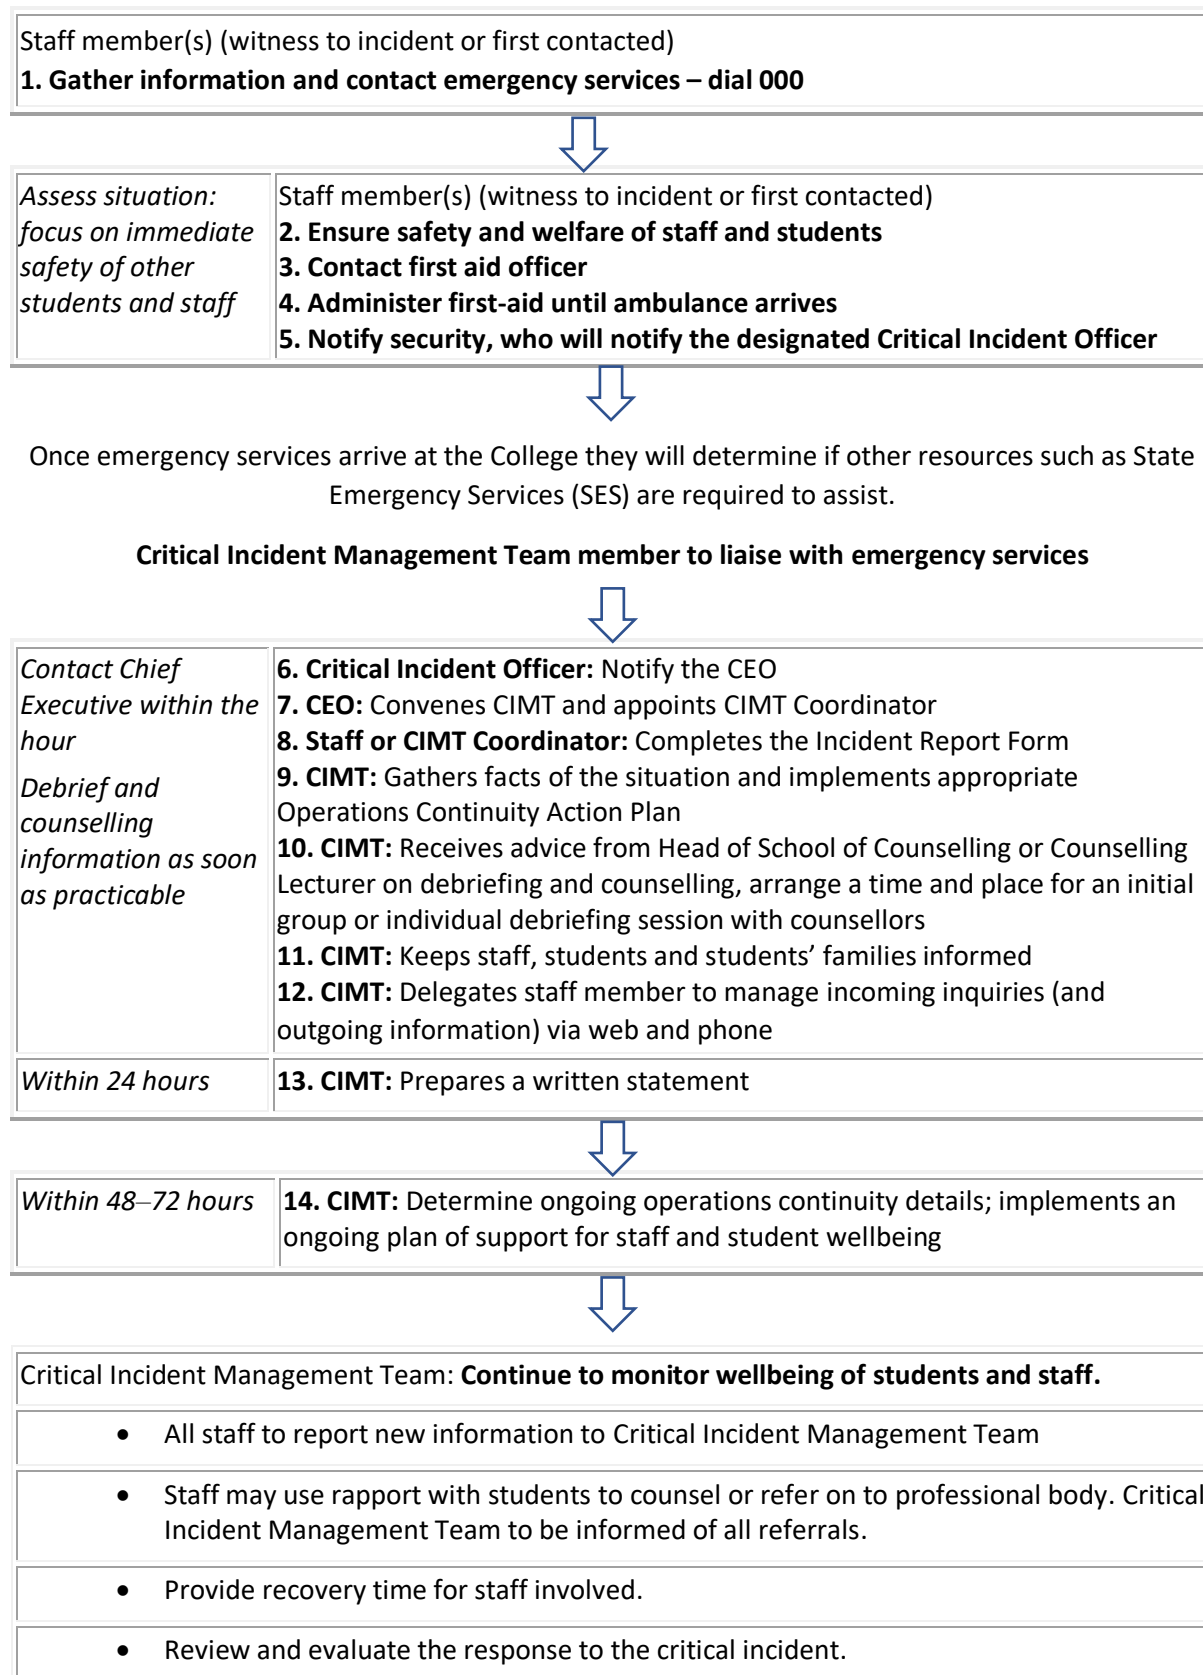 Staff member(s) (witness to incident or first contacted)
1. Gather information and contact emergency services – dial 000
Assess situation:
focus on immediate
safety of other
students and staff
Staff member(s) (witness to incident or first contacted)
2. Ensure safety and welfare of staff and students
3. Contact first aid officer
4. Administer first-aid until ambulance arrives
5. Notify security, who will notify the designated Critical Incident Officer
Once emergency services arrive at the College they will determine if other resources such as State
Emergency Services (SES) are required to assist.
Critical Incident Management Team member to liaise with emergency services
Contact Chief
Executive within the
hour
Debrief and
counselling
information as soon
as practicable
6. Critical Incident Officer: Notify the CEO
7. CEO: Convenes CIMT and appoints CIMT Coordinator
8. Staff or CIMT Coordinator: Completes the Incident Report Form
9. CIMT: Gathers facts of the situation and implements appropriate
Operations Continuity Action Plan
10. CIMT: Receives advice from Head of School of Counselling or Counselling
Lecturer on debriefing and counselling, arrange a time and place for an initial
group or individual debriefing session with counsellors
11. CIMT: Keeps staff, students and students’ families informed
12. CIMT: Delegates staff member to manage incoming inquiries (and
outgoing information) via web and phone
Within 24 hours
13. CIMT: Prepares a written statement
Within 48–72 hours
14. CIMT: Determine ongoing operations continuity details; implements an
ongoing plan of support for staff and student wellbeing
Critical Incident Management Team: Continue to monitor wellbeing of students and staff.
• All staff to report new information to Critical Incident Management Team
• Staff may use rapport with students to counsel or refer on to professional body. Critical
Incident Management Team to be informed of all referrals.
• Provide recovery time for staff involved.
• Review and evaluate the response to the critical incident.